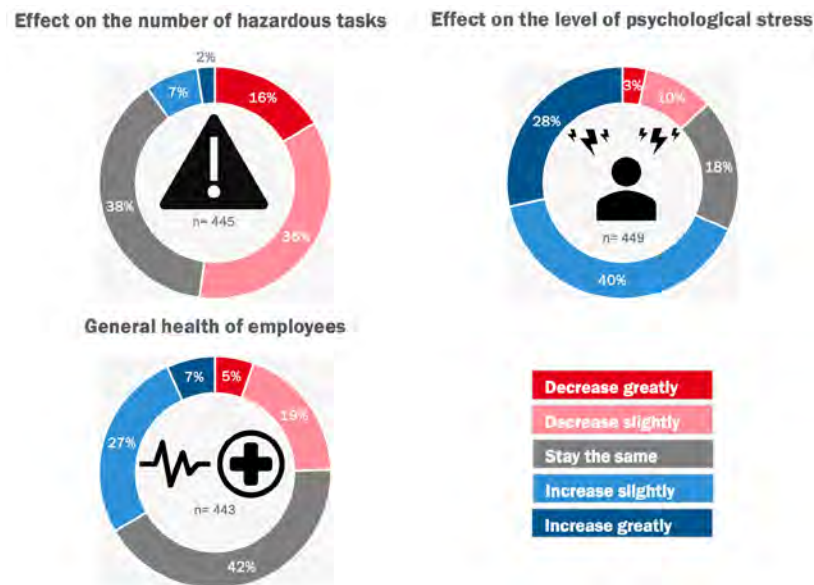 Effect on the number of hazardous tasks
2%
7%
16%
38%
36%
n= 445
Effect on the level of psychological stress
3%
10%
28%
18%
40%
n= 449
General health of employees
7%
5%
19%
27%
42%
n= 443
Decrease greatly
Decrease slightly
Stay the same
Increase slightly
Increase greatly